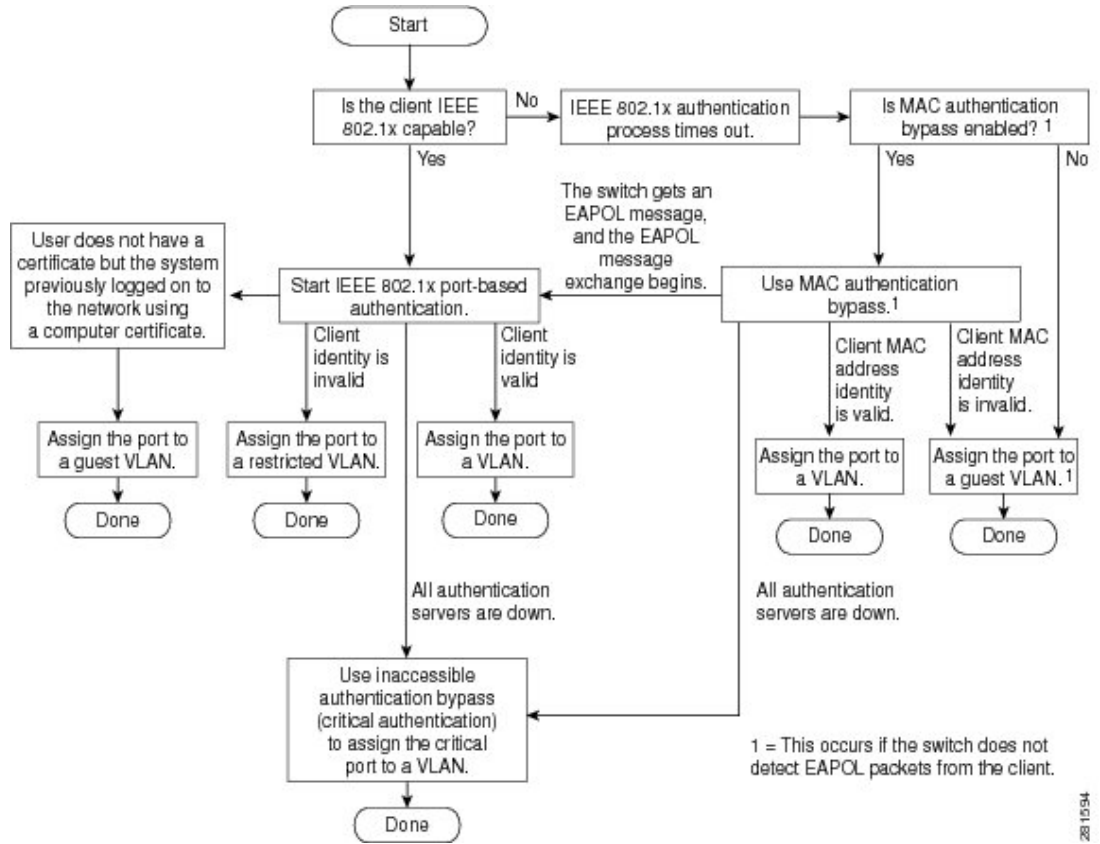 Start
Is the client IEEE
802.1x capable?
No
IEEE 802.1x authentication
process times out.
Is MAC authentication
bypass enabled? 1
Yes
Yes
No
The switch gets an
EAPOL message,
and the EAPOL
message
exchange begins.
User does not have a
certificate but the system
previously logged on to
the network using
a computer certificate.
Start IEEE 802.1x port-based
authentication.
Use MAC authentication
bypass.1
Client
identity is
invalid
Client
identity is
valid
Client MAC
address
identity
is valid.
Client MAC
address
identity
is invalid.
Assign the port to
a guest VLAN.
Assign the port to
a restricted VLAN.
Assign the port to
a VLAN.
Assign the port to
a VLAN.
Assign the port to
a guest VLAN.1
Done
Done
Done
Done
Done
All authentication
servers are down.
All authentication
servers are down.
Use inaccessible
authentication bypass
(critical authentication)
to assign the critical
port to a VLAN.
1 = This occurs if the switch does not
detect EAPOL packets from the client.
Done
281594